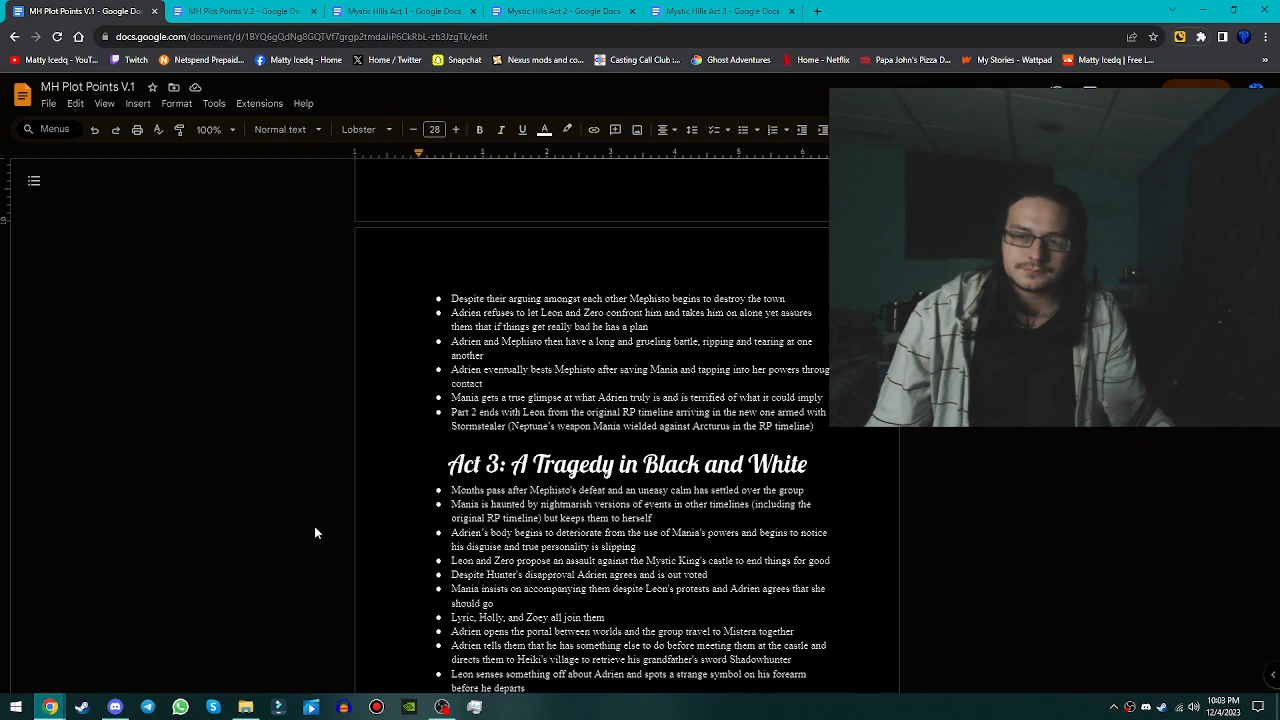 MH Plot Points V.1 - Google Do
MH Plot Points V.2 - Google Doc
Mystic Hills Act 1 - Google Docs
Mystic Hills Act 2 - Google Docs
Mystic Hills Act 3 - Google Docs
docs.google.com/document/d/1BYQ6gQdNg8GQTVf7grgp2tmdaJiP6CkRbL-zb3JzqTk/edit
Matty Icedq - YouT...
Twitch
Netspend Prepaid...
Matty Icedq | Face...
Home / Twitter
Snapchat
Nexus mods and co...
Casting Call Club...
Ghost Adventures
Home - Netflix
Papa John's Pizza D...
My Stories - Wattpad
Matty Icedq | Free L...
MH Plot Points V.1
File Edit View Insert Format Tools Extensions Help
Menus 100% Normal text Lobster 28
1 1 2 3 4 5 6
Despite their arguing amongst each other Mephisto begins to destroy the town
Adrien refuses to let Leon and Zero confront him and takes him on alone yet assures
them that if things get really bad he has a plan
Adrien and Mephisto then have a long and grueling battle, ripping and tearing at one
another
Adrien eventually bests Mephisto after saving Mania and tapping into her powers throug
contact
Mania gets a true glimpse at what Adrien truly is and is terrified of what it could imply
Part 2 ends with Leon from the original RP timeline arriving in the new one armed with
Stormstealer (Neptune's weapon Mania wielded against Arcturus in the RP timeline)
Act 3: A Tragedy in Black and White
Months pass after Mephisto's defeat and an uneasy calm has settled over the group
Mania is haunted by nightmarish versions of events in other timelines (including the
original RP timeline) but keeps them to herself
Adrien's body begins to deteriorate from the use of Mania's powers and begins to notice
his disguise and true personality is slipping
Leon and Zero propose an assault against the Mystic King's castle to end things for good
Despite Hunter's disapproval Adrien agrees and is out voted
Mania insists on accompanying them despite Leon's protests and Adrien agrees that she
should go
Lyric, Holly, and Zoey all join them
Adrien opens the portal between worlds and the group travel to Mistera together
Adrien tells them that he has something else to do before meeting them at the castle and
directs them to Heiki's village to retrieve his grandfather's sword Shadowhunter
Leon senses something off about Adrien and spots a strange symbol on his forearm
before he departs
10:03 PM
12/4/2023